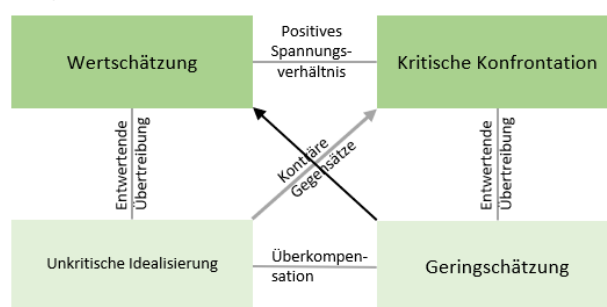 Positives
Spannungs-
verhältnis
Wertschätzung
Kritische Konfrontation
Entwertende
Übertreibung
Konträre
Gegensätze
Entwertende
Übertreibung
Unkritische Idealisierung
Überkompen-
sation
Geringschätzung